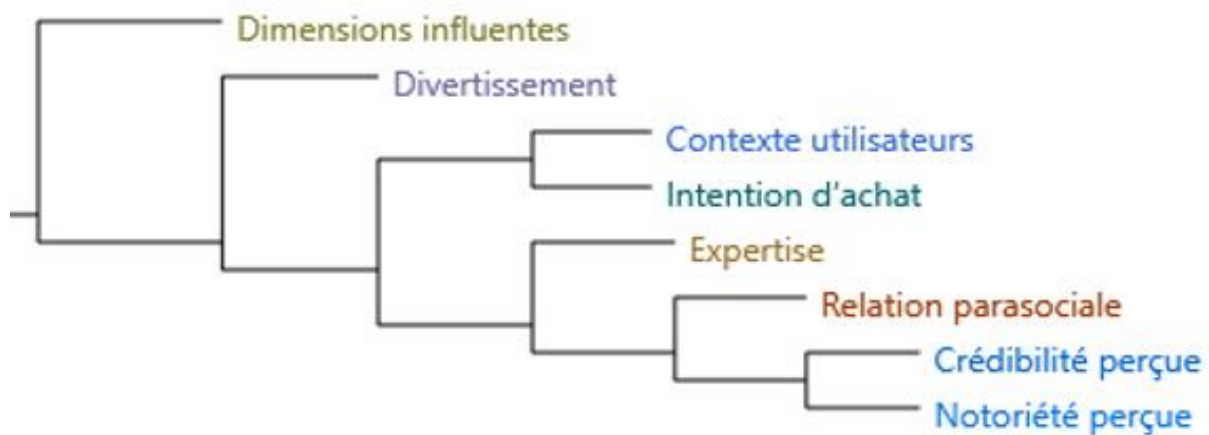 Dimensions influentes
Divertissement
Contexte utilisateurs
Intention d'achat
Expertise
Relation parasociale
Crédibilité perçue
Notoriété perçue